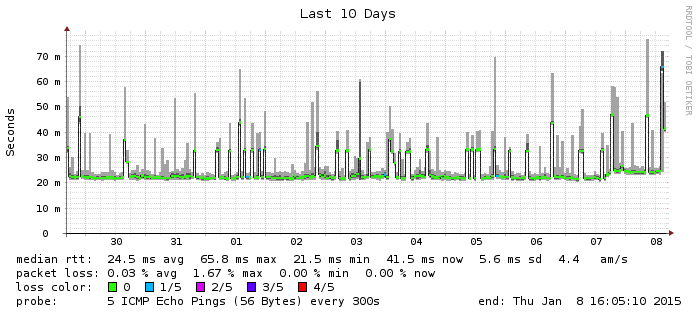 Last 10 Days
RRDTOOL / TOBI OETIKER
Seconds
70 m
60 m
50 m
40 m
30 m
20 m
10 m
0
30 31 01 02 03 04 05 06 07 08
median rtt: 24.5 ms avg 65.8 ms max 21.5 ms min 41.5 ms now 5.6 ms sd 4.4 am/s
packet loss: 0.03 % avg 1.67 % max 0.00 % min 0.00 % now
loss color: 0 1/5 2/5 3/5 4/5
probe: 5 ICMP Echo Pings (56 Bytes) every 300s end: Thu Jan 8 16:05:10 2015